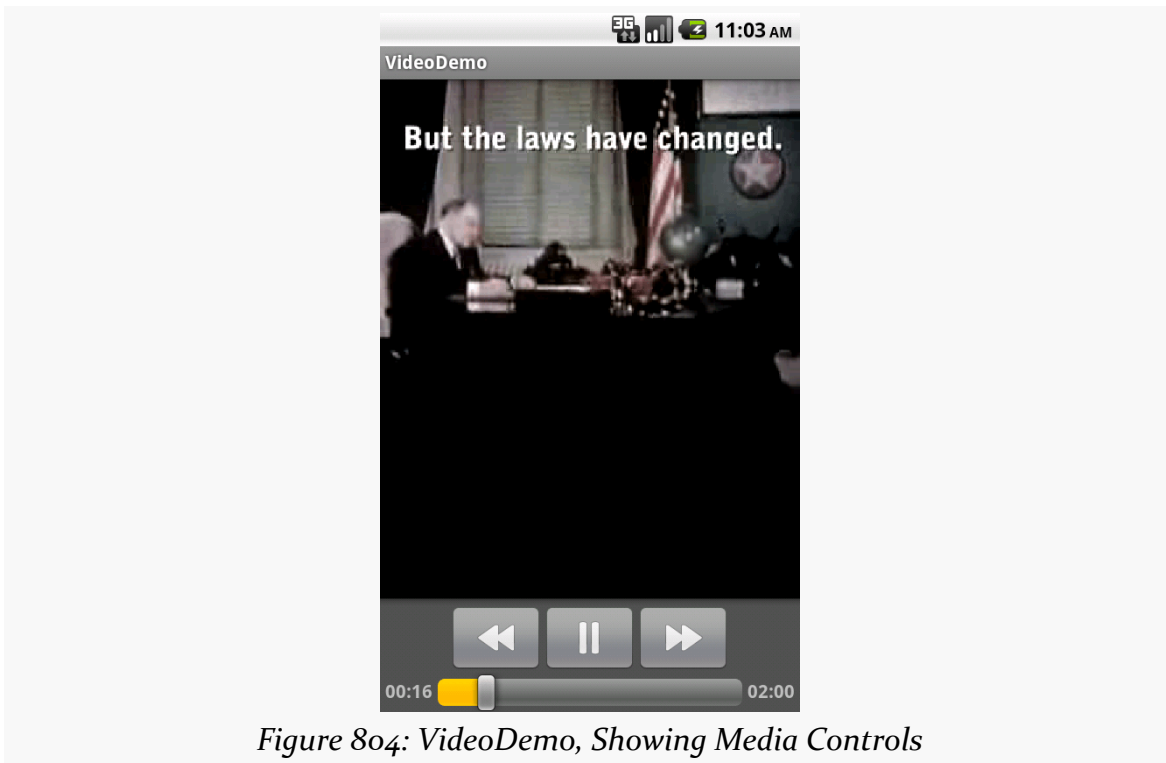 3G 11:03 AM
VideoDemo
But the laws have changed.
00:16 02:00
Figure 804: VideoDemo, Showing Media Controls